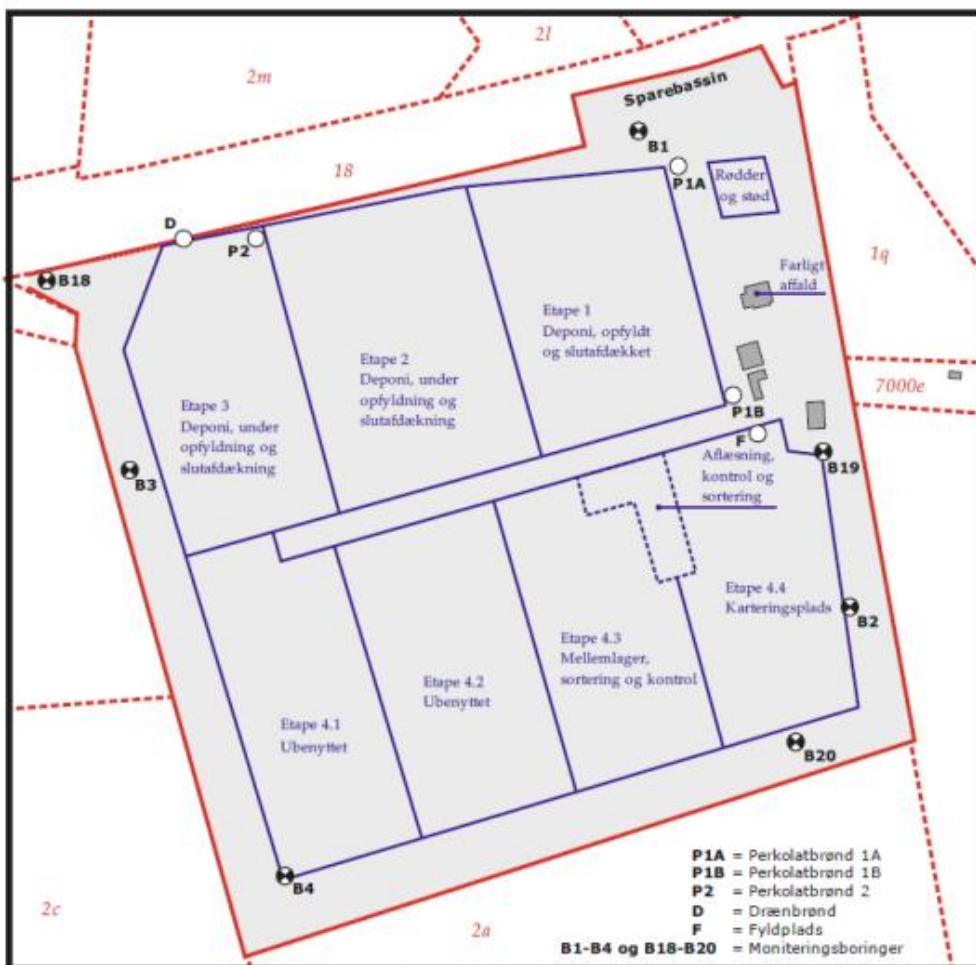 2l
2m
Sparebassin
B1
18
P1A
Rødder
og stød
D
P2
1q
B18
Farligt
affald
Etape 1
Deponi, opfyldt
og slutafdækket
Etape 2
Deponi, under
opfyldning og
slutafdækning
7000e
Etape 3
Deponi, under
opfyldning og
slutafdækning
P1B
F
Aflæsning,
kontrol og
sortering
B19
B3
Etape 4.4
Karteringsplads
B2
Etape 4.3
Mellemlager,
sortering og kontrol
Etape 4.2
Ubenyttet
Etape 4.1
Ubenyttet
B20
B4
2c
2a
P1A = Perkolatbrønd 1A
P1B = Perkolatbrønd 1B
P2 = Perkolatbrønd 2
D = Drænbrønd
F = Fyldplads
B1-B4 og B18-B20 = Moniteringsboringer